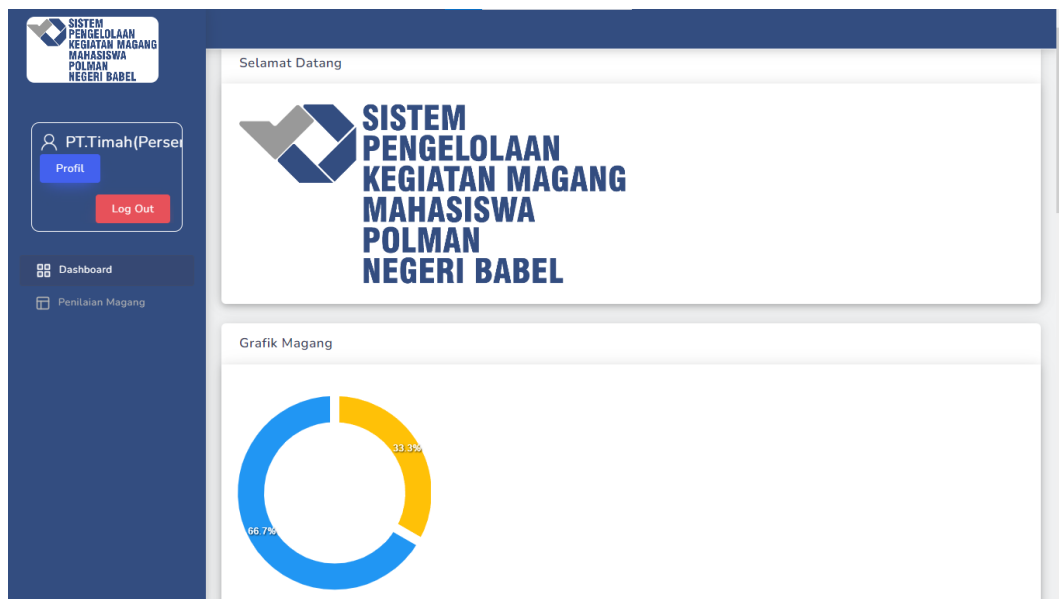 SISTEM
PENGELOLAAN
KEGIATAN MAGANG
MAHASISWA
POLMAN
NEGERI BABEL
PT.Timah(Perser
Profil
Log Out
Dashboard
Penilaian Magang
Selamat Datang
SISTEM
PENGELOLAAN
KEGIATAN MAGANG
MAHASISWA
POLMAN
NEGERI BABEL
Grafik Magang
33.3%
66.7%